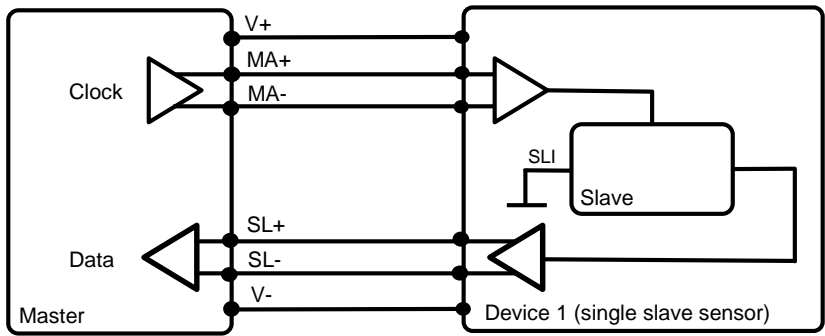 V+
MA+
Clock
MA-
SLI
Slave
SL+
Data
SL-
V-
Master
Device 1 (single slave sensor)